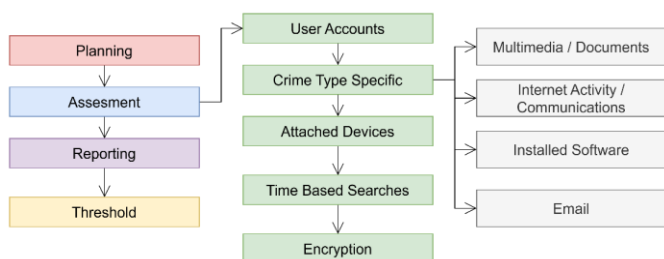 Planning
Assesment
Reporting
Threshold
User Accounts
Crime Type Specific
Attached Devices
Time Based Searches
Encryption
Multimedia / Documents
Internet Activity /
Communications
Installed Software
Email